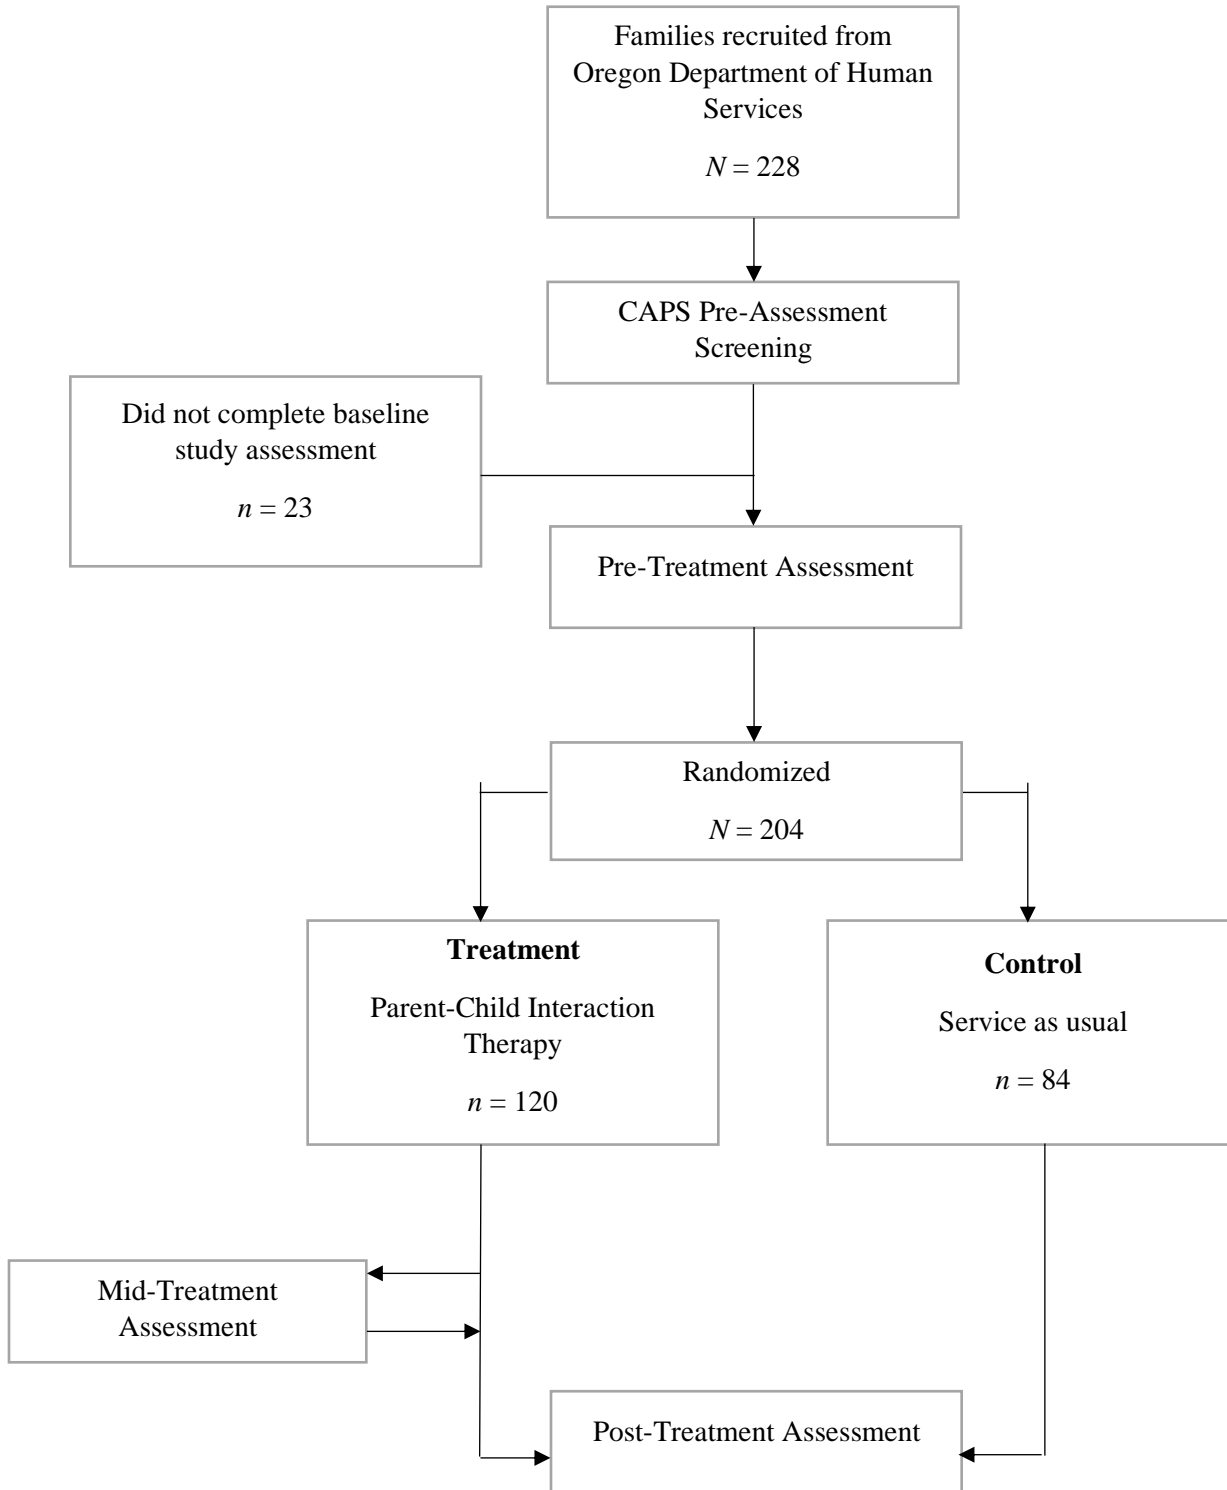 Families recruited from
Oregon Department of Human
Services
N = 228
CAPS Pre-Assessment
Screening
Did not complete baseline
study assessment
n = 23
Pre-Treatment Assessment
Randomized
N = 204
Treatment
Parent-Child Interaction
Therapy
n = 120
Control
Service as usual
n = 84
Mid-Treatment
Assessment
Post-Treatment Assessment